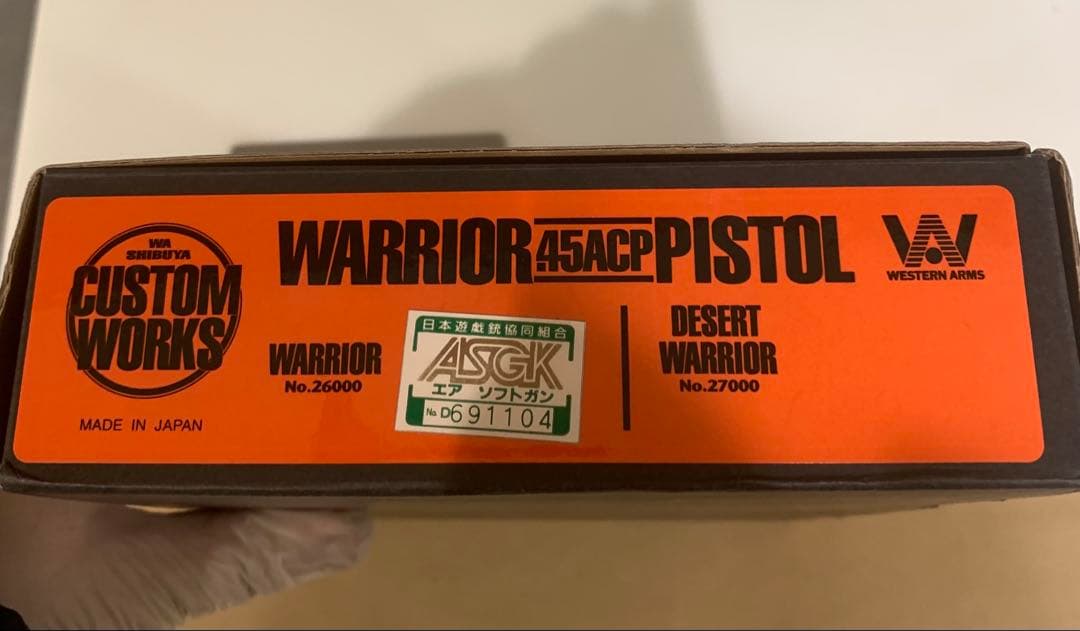 WA
SHIBUYA
CUSTOM
WORKS
MADE IN JAPAN
WARRIOR .45ACP PISTOL
WARRIOR
No.26000
日本遊戯銃協同組合
ASGK
エア ソフトガン
No. D691104
DESERT
WARRIOR
No.27000
WA
WESTERN ARMS